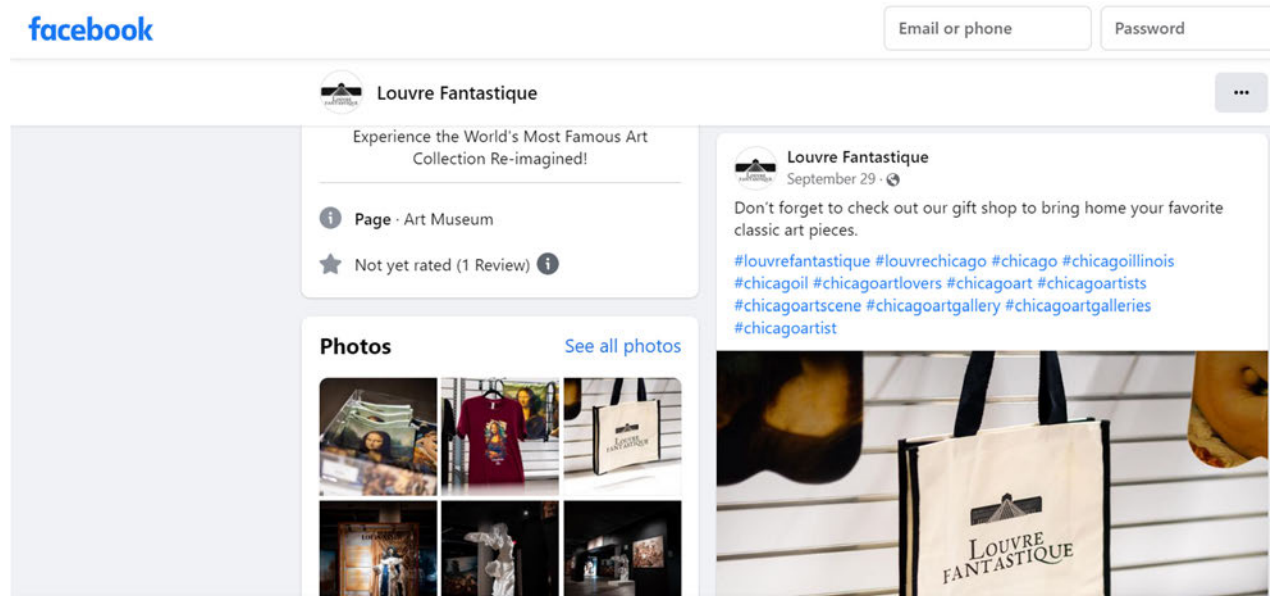 facebook
Email or phone
Password
Louvre Fantastique
Experience the World's Most Famous Art
Collection Re-imagined!
Page · Art Museum
Not yet rated (1 Review)
Photos
See all photos
Louvre Fantastique
September 29 ·
Don't forget to check out our gift shop to bring home your favorite
classic art pieces.
#louvrefantastique #louvrechicago #chicago #chicagoillinois
#chicagoil #chicagoartlovers #chicagoart #chicagoartists
#chicagoartscene #chicagoartgallery #chicagoartgalleries
#chicagoartist
LOUVRE
FANTASTIQUE
LOUVRE
FANTASTIQUE